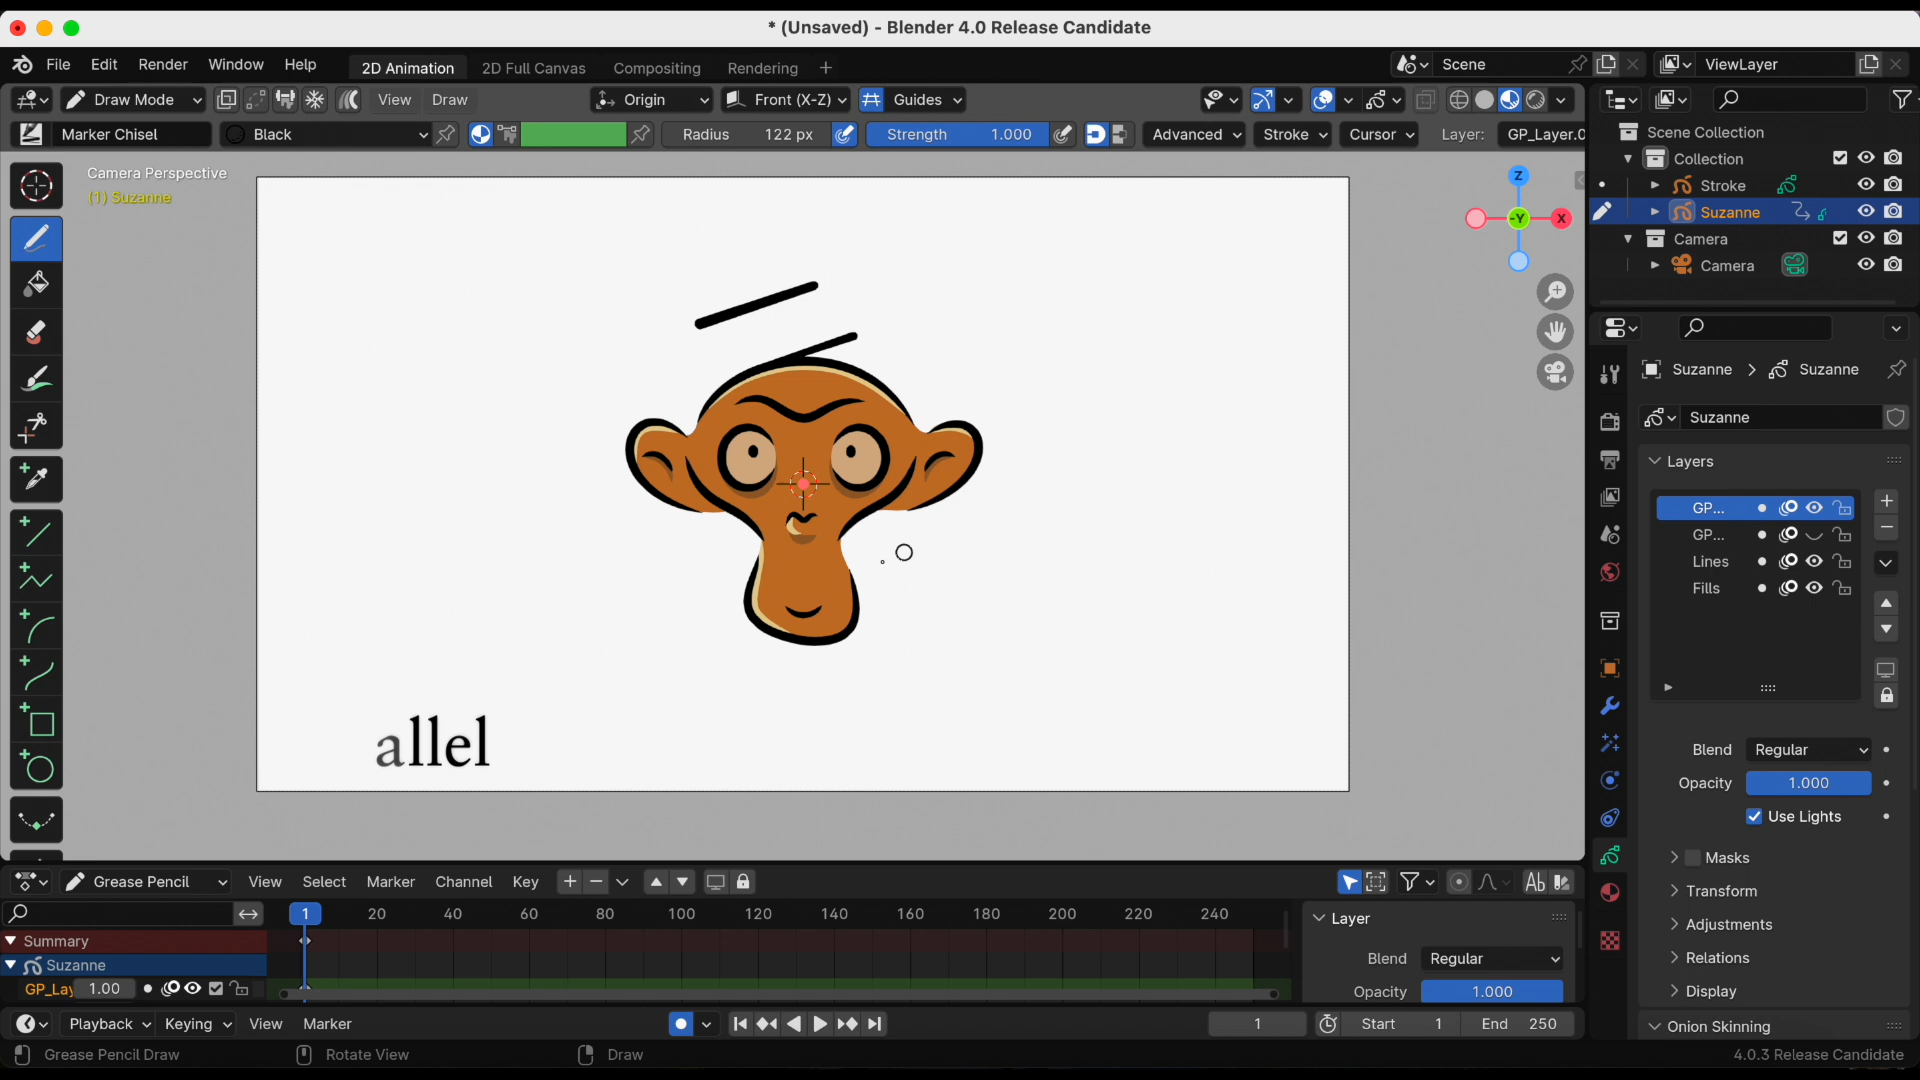 * (Unsaved) - Blender 4.0 Release Candidate
File Edit Render Window Help 2D Animation 2D Full Canvas Compositing Rendering + Scene ViewLayer
Draw Mode View Draw Origin Front (X-Z) Guides
Marker Chisel Black Radius 122 px Strength 1.000 Advanced Stroke Cursor Layer: GP_Layer.0
Camera Perspective
(1) Suzanne
Z
-Y X
allel
Scene Collection
Collection
Stroke
Suzanne
Camera
Camera
Suzanne > Suzanne
Suzanne
Layers
GP...
GP...
Lines
Fills
Blend Regular
Opacity 1.000
Use Lights
Masks
Transform
Adjustments
Relations
Display
Onion Skinning
Grease Pencil View Select Marker Channel Key
1 20 40 60 80 100 120 140 160 180 200 220 240
Summary
Suzanne
GP_Lay 1.00
Layer
Blend Regular
Opacity 1.000
Playback Keying View Marker 1 Start 1 End 250
Grease Pencil Draw Rotate View Draw 4.0.3 Release Candidate